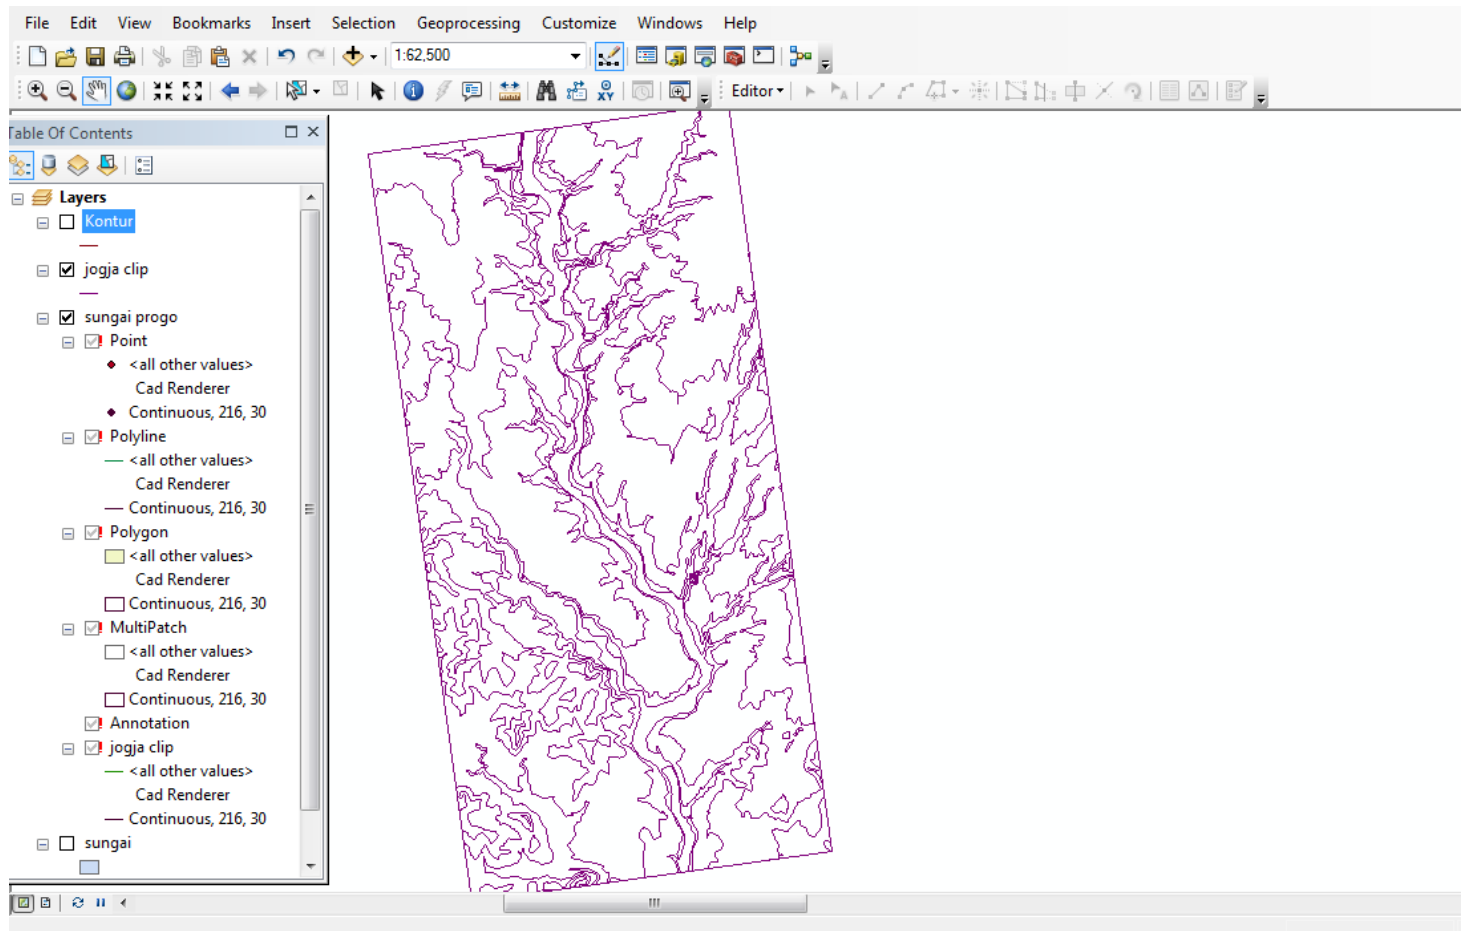 File Edit View Bookmarks Insert Selection Geoprocessing Customize Windows Help
1:62,500
Editor
Table Of Contents
Layers
Kontur
jogja clip
sungai progo
Point
<all other values>
Cad Renderer
Continuous, 216, 30
Polyline
<all other values>
Cad Renderer
Continuous, 216, 30
Polygon
<all other values>
Cad Renderer
Continuous, 216, 30
MultiPatch
<all other values>
Cad Renderer
Continuous, 216, 30
Annotation
jogja clip
<all other values>
Cad Renderer
Continuous, 216, 30
sungai